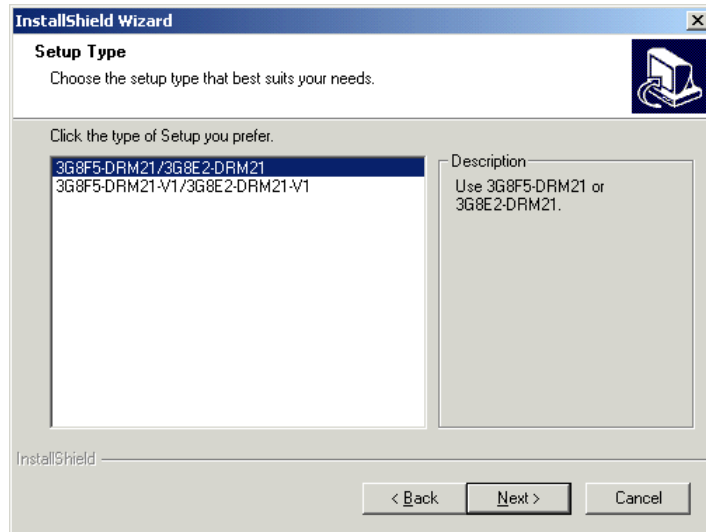 InstallShield Wizard
Setup Type
Choose the setup type that best suits your needs.
Click the type of Setup you prefer.
3G8F5-DRM21/3G8E2-DRM21
3G8F5-DRM21-V1/3G8E2-DRM21-V1
Description
Use 3G8F5-DRM21 or
3G8E2-DRM21.
InstallShield
< Back
Next >
Cancel